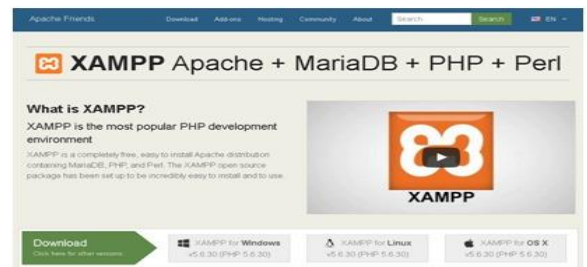 Apache Friends Download Add-ons Hosting Community About Search Search EN
XAMPP Apache + MariaDB + PHP + Perl
What is XAMPP?
XAMPP is the most popular PHP development
environment
XAMPP is a completely free, easy to install Apache distribution
containing MariaDB, PHP, and Perl. The XAMPP open source
package has been set up to be incredibly easy to install and to use.
XAMPP
Download
Click here for other versions
XAMPP for Windows
v5.6.30 (PHP 5.6.30)
XAMPP for Linux
v5.6.30 (PHP 5.6.30)
XAMPP for OS X
v5.6.30 (PHP 5.6.30)